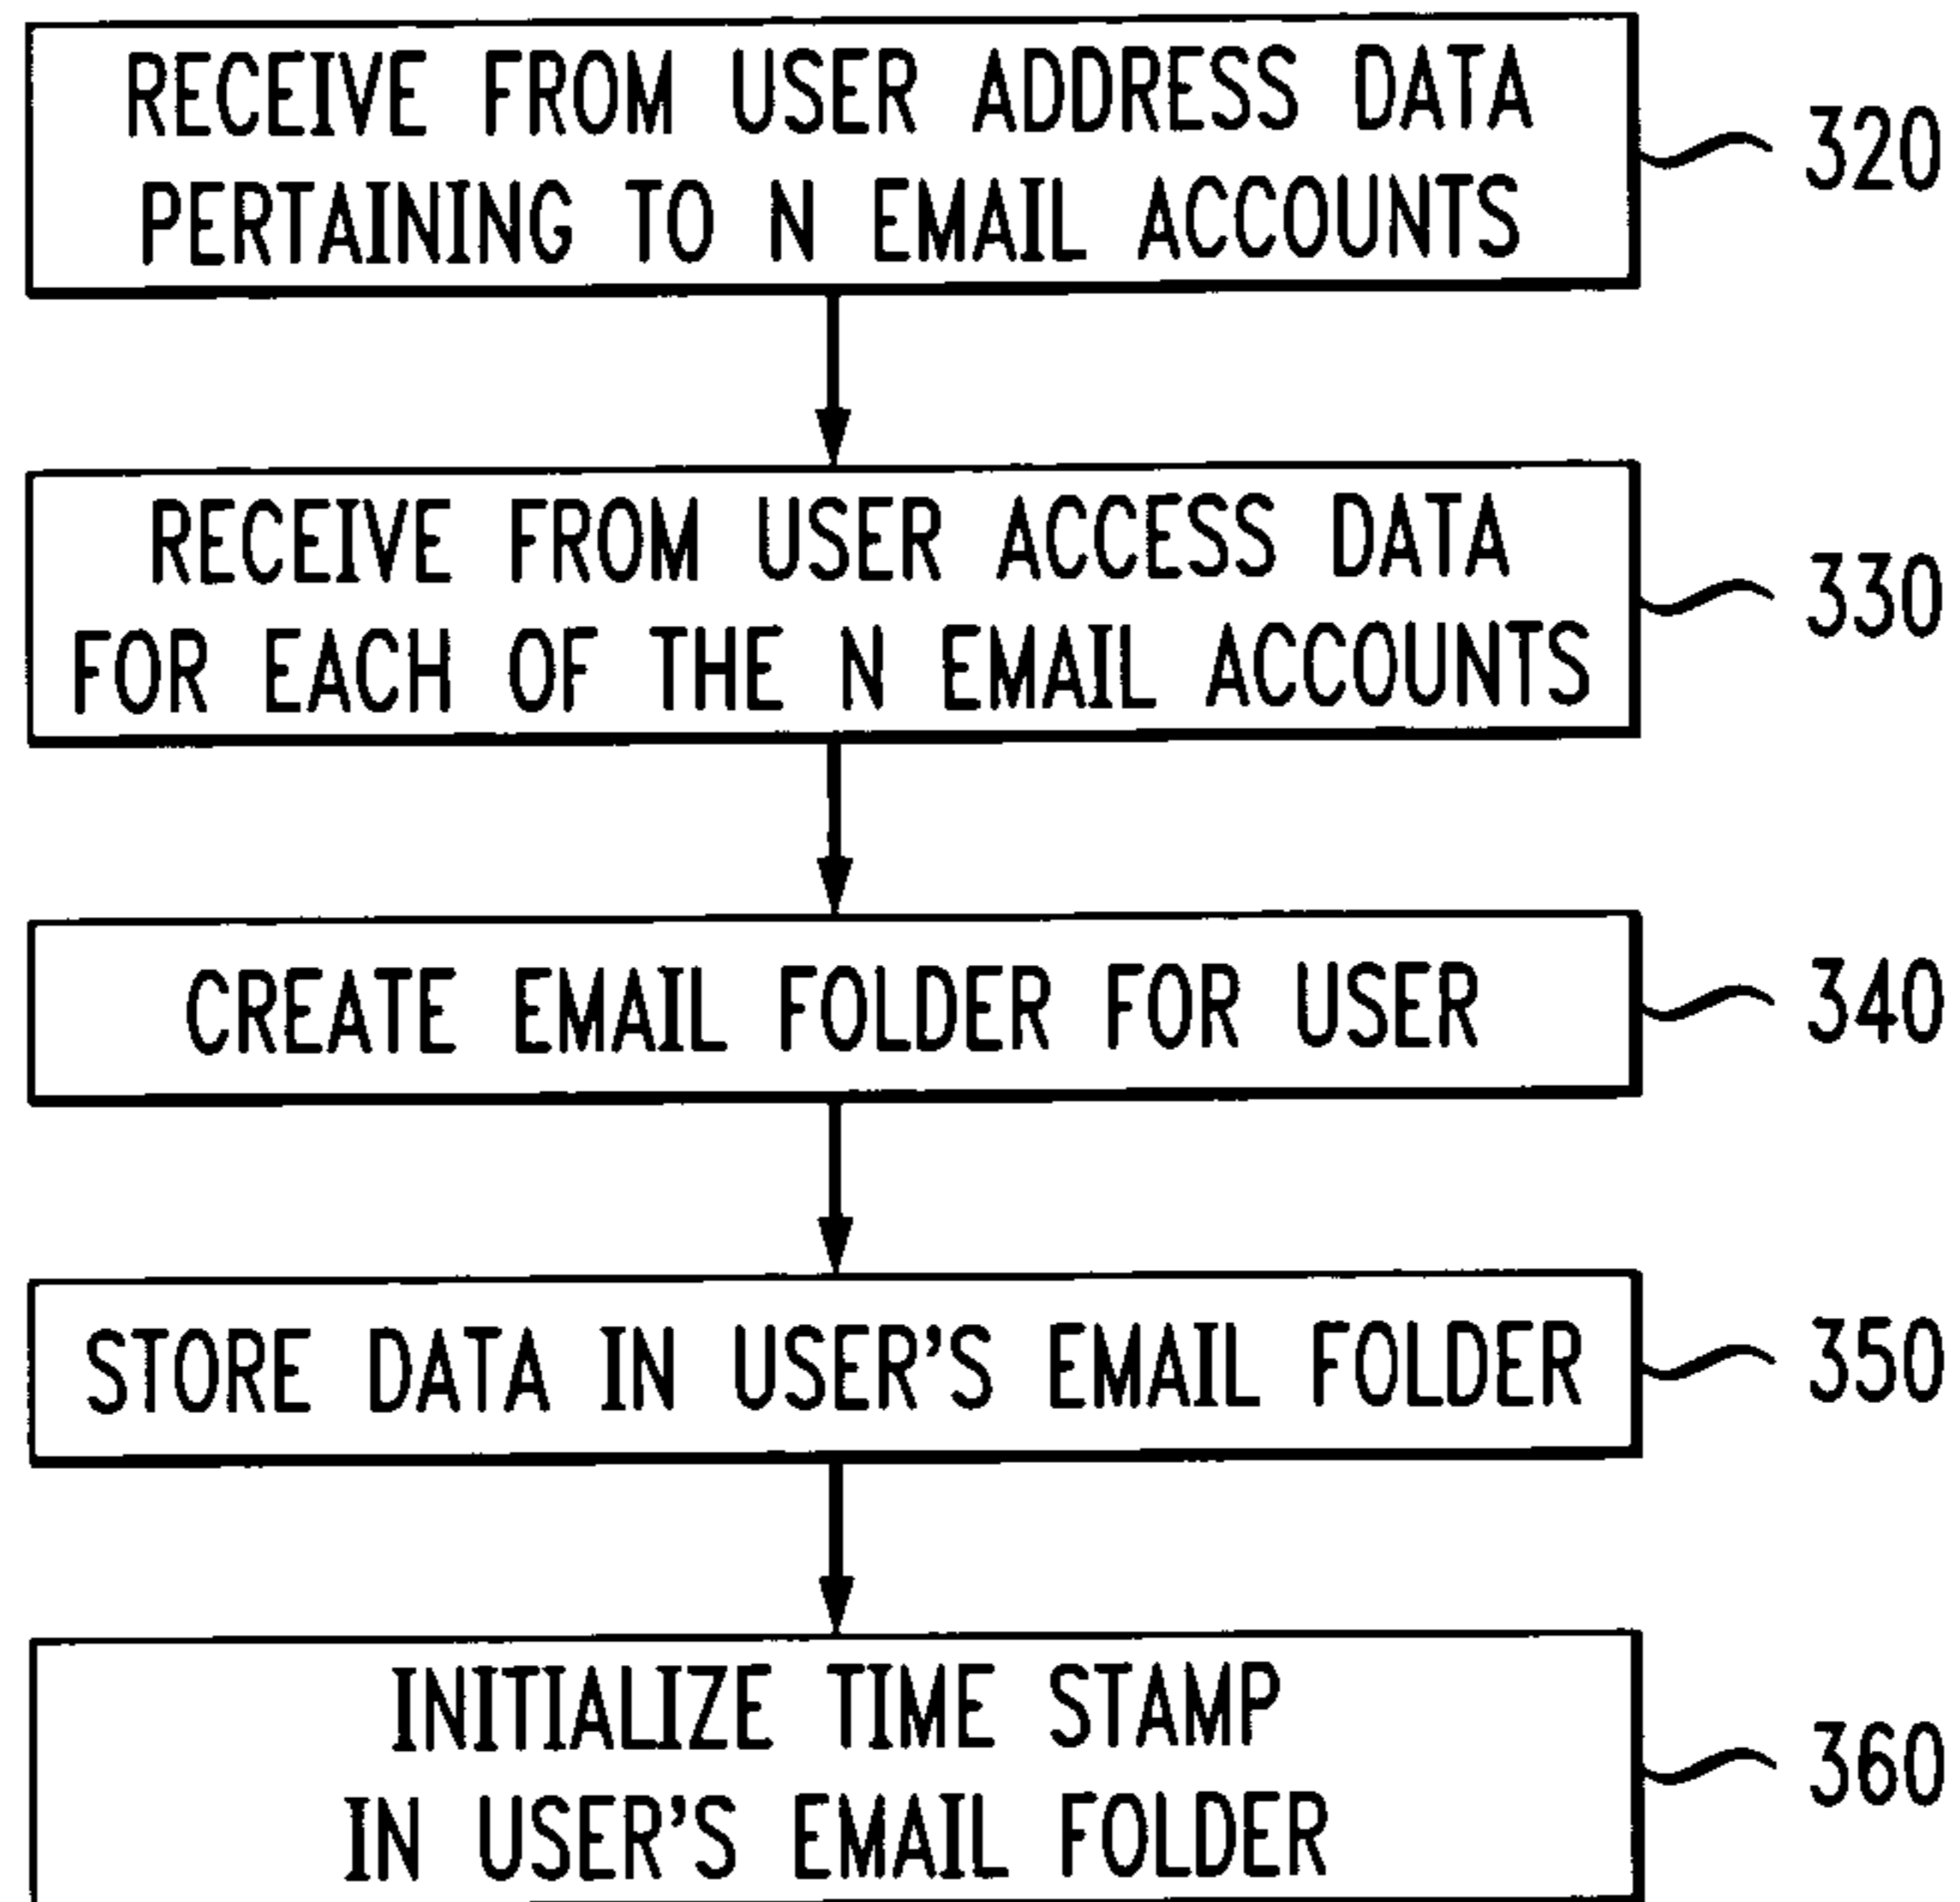 RECEIVE FROM USER ADDRESS DATA
PERTAINING TO N EMAIL ACCOUNTS
320
RECEIVE FROM USER ACCESS DATA
FOR EACH OF THE N EMAIL ACCOUNTS
330
CREATE EMAIL FOLDER FOR USER
340
STORE DATA IN USER'S EMAIL FOLDER
350
INITIALIZE TIME STAMP
IN USER'S EMAIL FOLDER
360